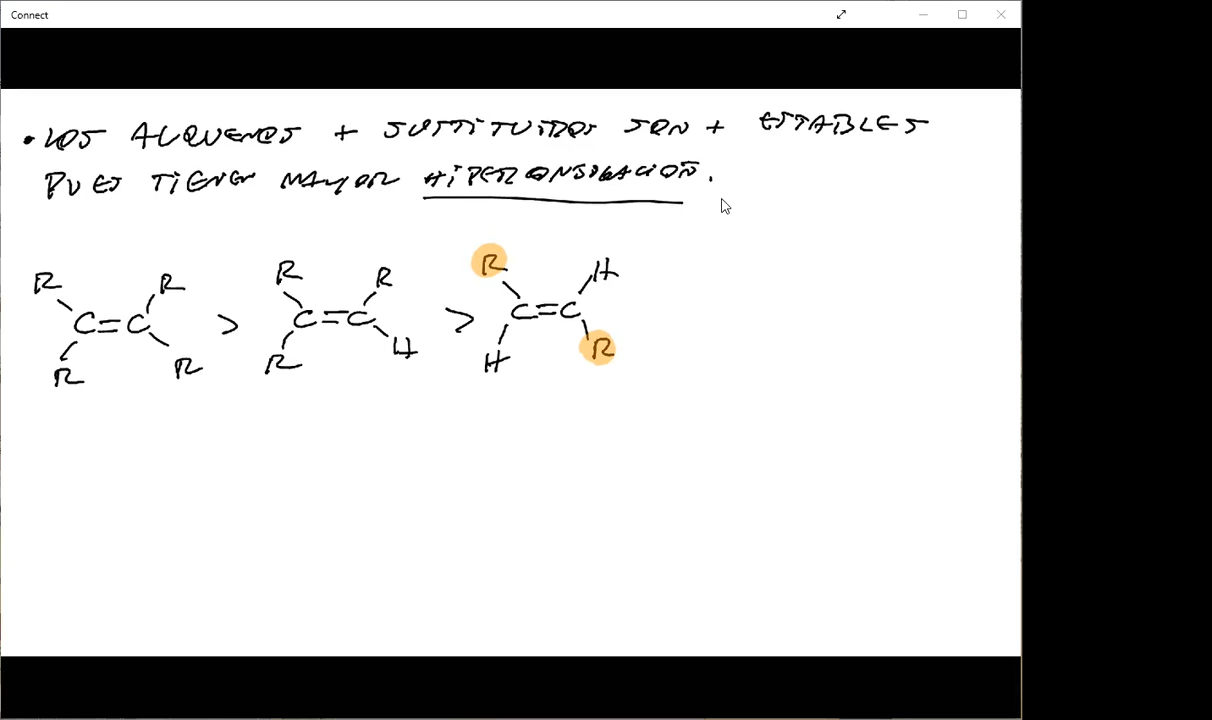 Connect
• LOS ALQUENOS + SUSTITUIDOS SON + ESTABLES
PUES TIENEN MAYOR HIPERCONJUGACIÓN.
R R R R R H
C=C > C=C > C=C
R R R H H R